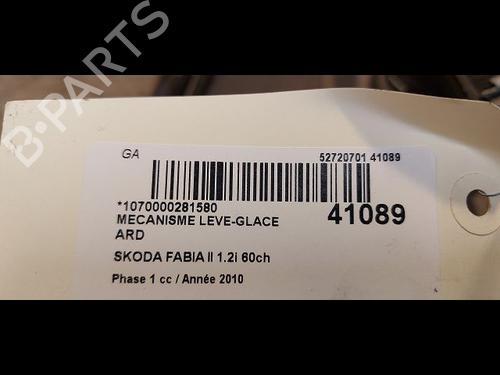 B-PARTS
GA
52720701 41089
*1070000281580
41089
MECANISME LEVE-GLACE
ARD
SKODA FABIA II 1.2i 60ch
Phase 1 cc / Année 2010